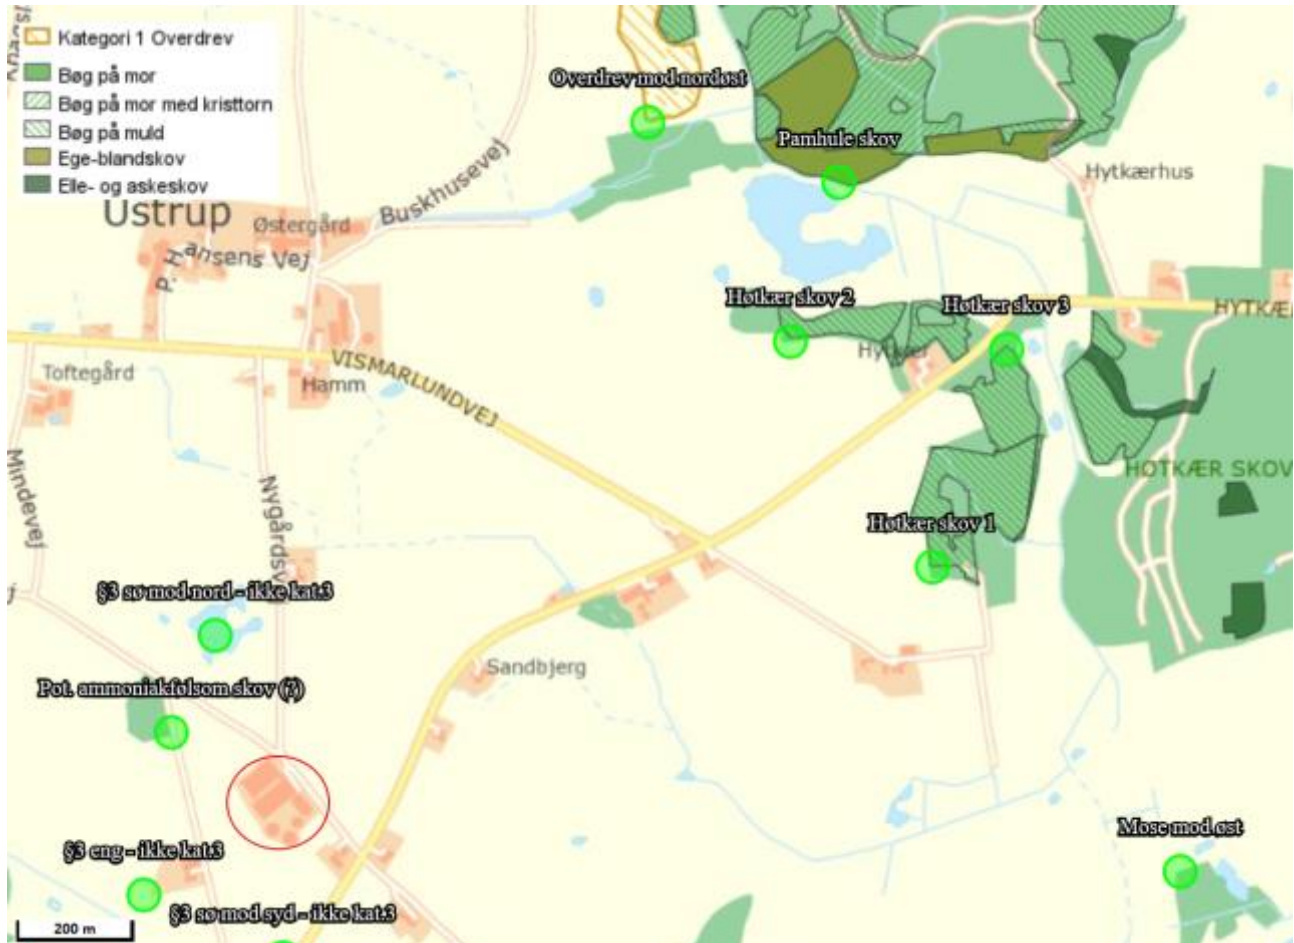 Kategori 1 Overdrev
Bøg på mor
Bøg på mor med kristtorn
Bøg på muld
Ege-blandskov
Elle- og askeskov
Overdrev mod nordøst
Pamhule skov
Hytkærhus
Ustrup
Østergård
Buskhusevej
P. Hansens Vej
Høtkær skov 2
Høtkær skov 3
HYTKÆR
Hytkær
VISMARLUNDVEJ
Toftegård
Hamm
Mindevej
Nygårdsvej
HØTKÆR SKOV
Høtkær skov 1
§3 sø mod nord - ikke kat.3
Sandbjerg
Pot. ammoniakfølsom skov (?)
Mose mod øst
§3 eng - ikke kat.3
§3 sø mod syd - ikke kat.3
200 m